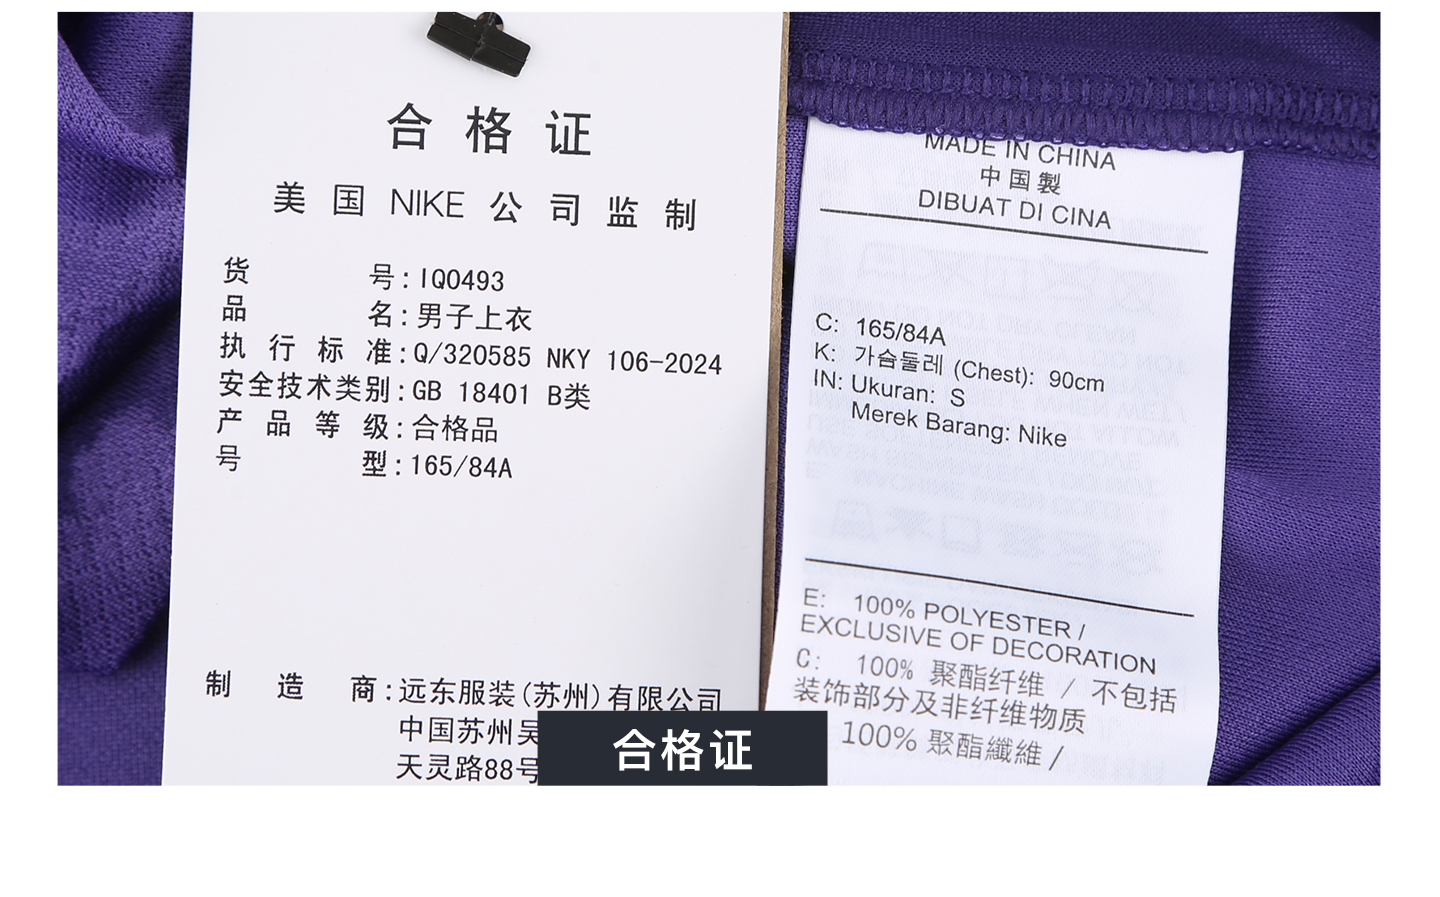 合格证
美国 NIKE 公司监制
货号:IQ0493
品名:男子上衣
执行标准:Q/320585 NKY 106-2024
安全技术类别:GB 18401 B类
产品等级:合格品
号型:165/84A
制造商:远东服装(苏州)有限公司
中国苏州吴
天灵路88号
MADE IN CHINA
中国製
DIBUAT DI CINA
C: 165/84A
K: 가슴둘레 (Chest): 90cm
IN: Ukuran: S
Merek Barang: Nike
E: 100% POLYESTER /
EXCLUSIVE OF DECORATION
C: 100% 聚酯纤维 / 不包括
装饰部分及非纤维物质
100% 聚酯纖維 /
合格证